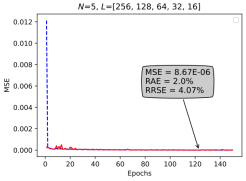 N=5, L=[256, 128, 64, 32, 16]
0.012
0.010
0.008
0.006
0.004
0.002
0.000
MSE
MSE = 8.67E-06
RAE = 2.0%
RRSE = 4.07%
0 20 40 60 80 100 120 140
Epochs